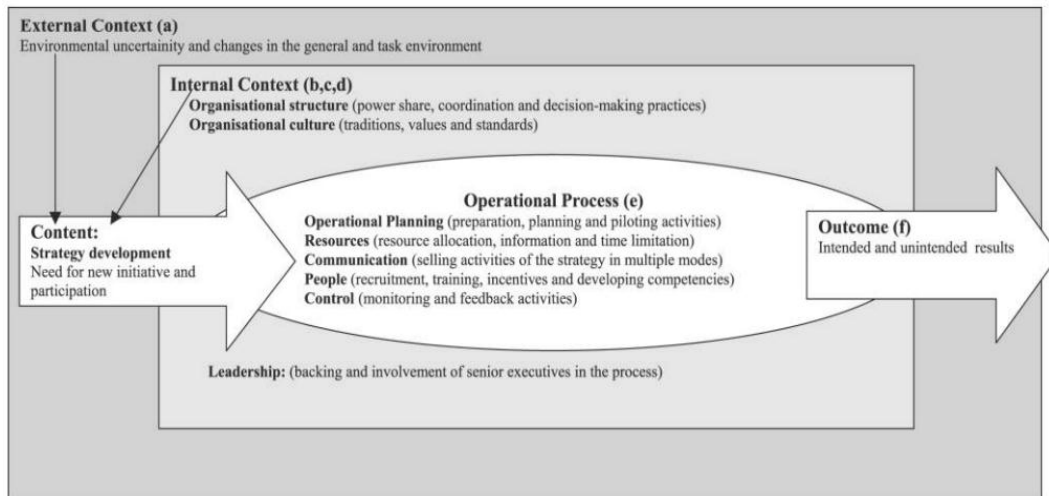 External Context (a)
Environmental uncertainity and changes in the general and task environment
Internal Context (b,c,d)
Organisational structure (power share, coordination and decision-making practices)
Organisational culture (traditions, values and standards)
Operational Process (e)
Operational Planning (preparation, planning and piloting activities)
Resources (resource allocation, information and time limitation)
Communication (selling activities of the strategy in multiple modes)
People (recruitment, training, incentives and developing competencies)
Control (monitoring and feedback activities)
Content:
Strategy development
Need for new initiative and
participation
Outcome (f)
Intended and unintended results
Leadership: (backing and involvement of senior executives in the process)